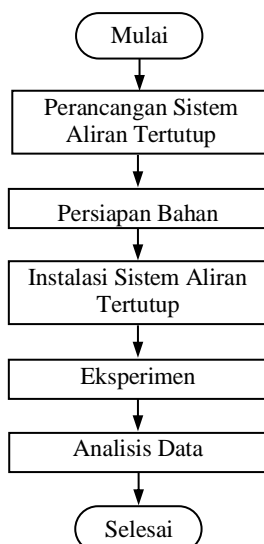 Mulai
Perancangan Sistem
Aliran Tertutup
Persiapan Bahan
Instalasi Sistem Aliran
Tertutup
Eksperimen
Analisis Data
Selesai